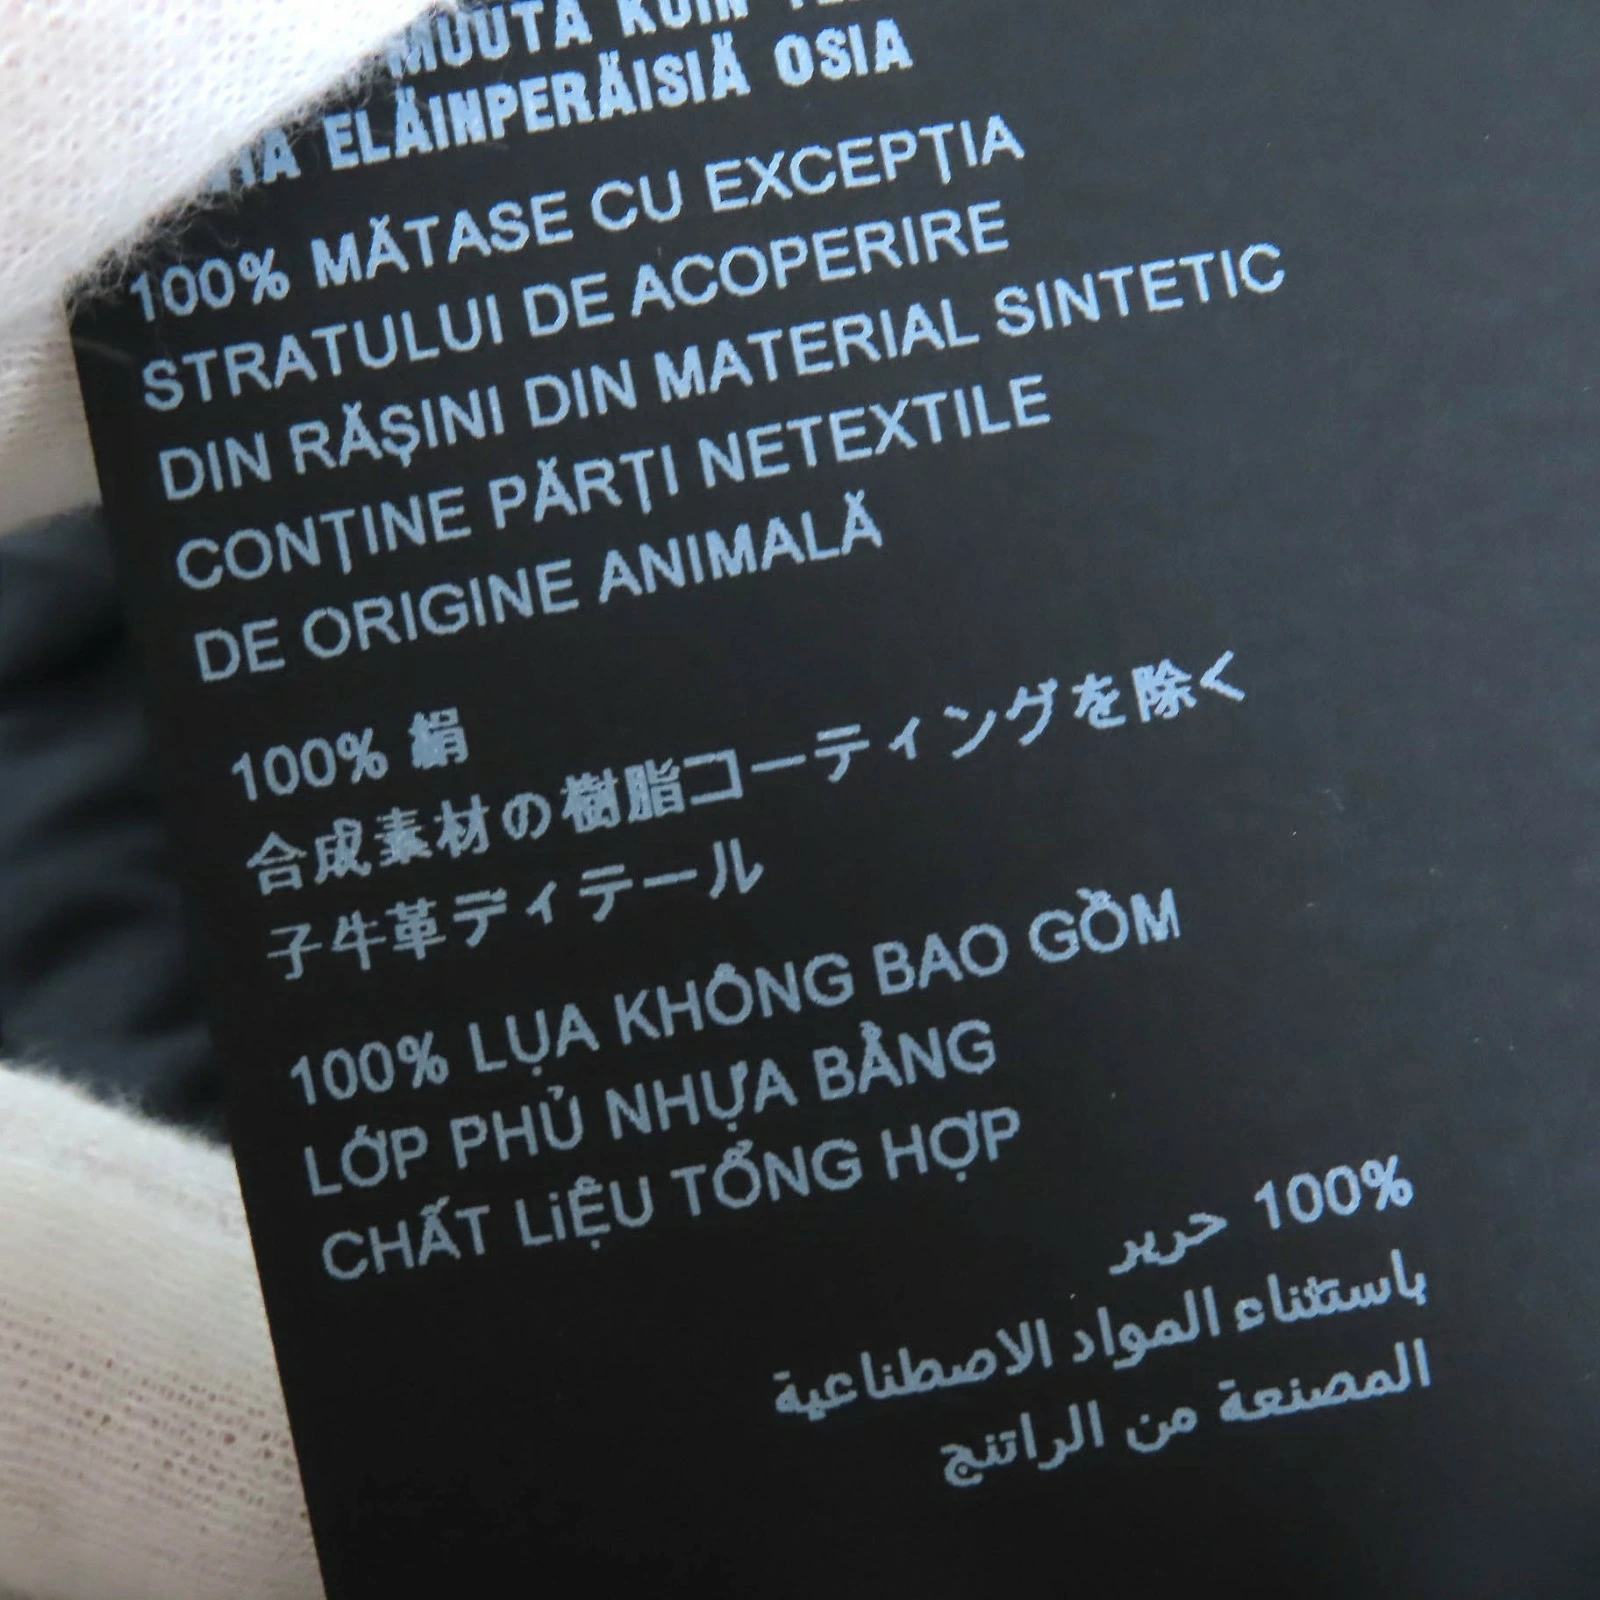 MUUTA KUIN
ELÄINPERÄISIÄ OSIA
100% MĂTASE CU EXCEPȚIA
STRATULUI DE ACOPERIRE
DIN RĂȘINI DIN MATERIAL SINTETIC
CONȚINE PĂRȚI NETEXTILE
DE ORIGINE ANIMALĂ
100% 絹
合成素材の樹脂コーティングを除く
子牛革ディテール
100% LỤA KHÔNG BAO GỒM
LỚP PHỦ NHỰA BẰNG
CHẤT LiỆU TỔNG HỢP
100% حرير
باستثناء المواد الاصطناعية
المصنعة من الراتنج